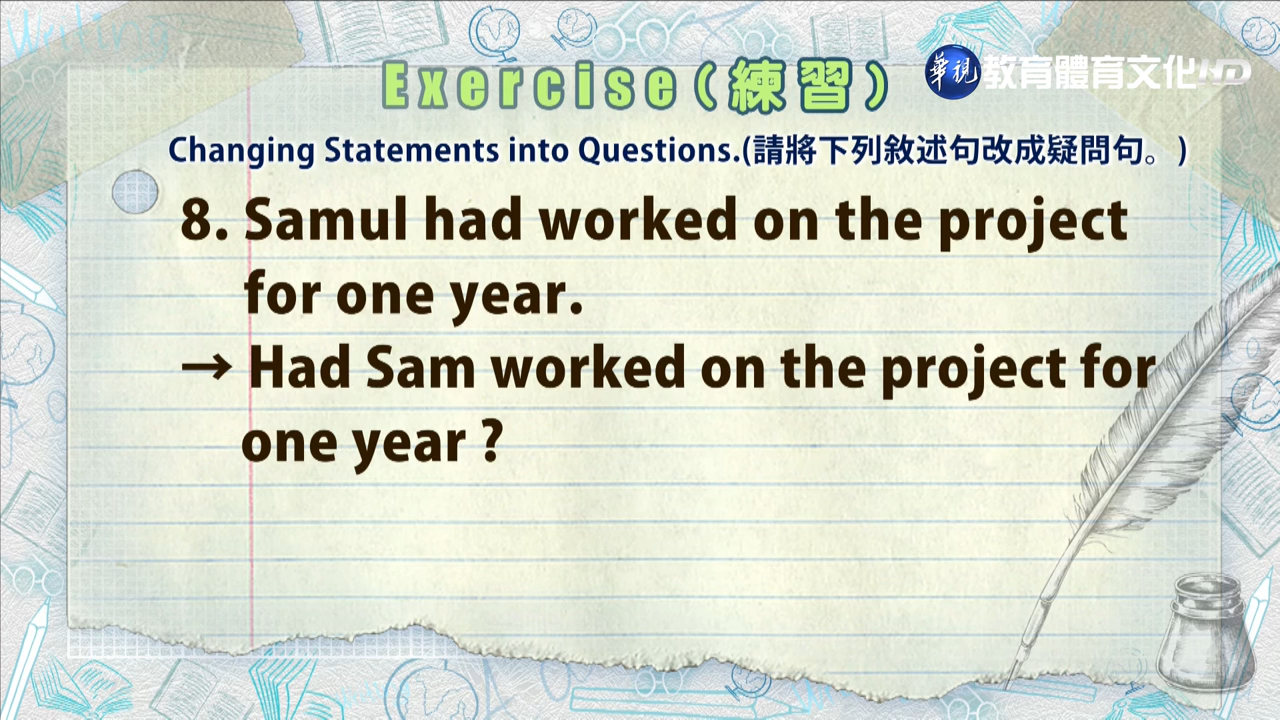 Writing
Exercise(練習)
華視 教育體育文化HD
Changing Statements into Questions.(請將下列敘述句改成疑問句。)
8. Samul had worked on the project
for one year.
→ Had Sam worked on the project for
one year ?